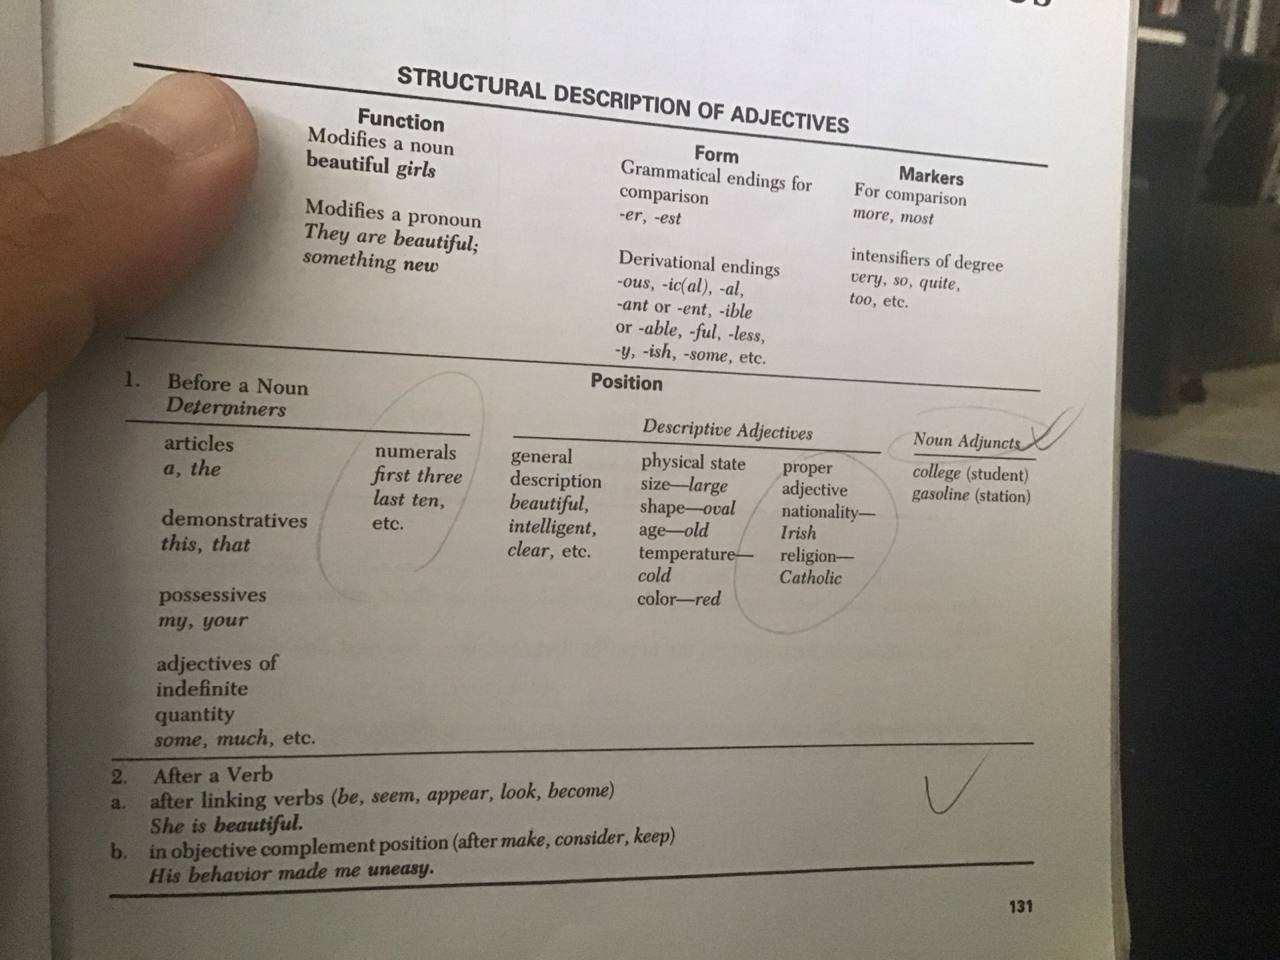 STRUCTURAL DESCRIPTION OF ADJECTIVES
Function
Modifies a noun
beautiful girls
Modifies a pronoun
They are beautiful;
something new
Form
Grammatical endings for
comparison
-er, -est
Derivational endings
-ous, -ic(al), -al,
-ant or -ent, -ible
or -able, -ful, -less,
-y, -ish, -some, etc.
Markers
For comparison
more, most
intensifiers of degree
very, so, quite,
too, etc.
Position
1. Before a Noun
Determiners
articles
a, the
demonstratives
this, that
possessives
my, your
adjectives of
indefinite
quantity
some, much, etc.
numerals
first three
last ten,
etc.
Descriptive Adjectives
general
description
beautiful,
intelligent,
clear, etc.
physical state
size—large
shape—oval
age—old
temperature—
cold
color—red
proper
adjective
nationality—
Irish
religion—
Catholic
Noun Adjuncts
college (student)
gasoline (station)
2. After a Verb
a. after linking verbs (be, seem, appear, look, become)
She is beautiful.
b. in objective complement position (after make, consider, keep)
His behavior made me uneasy.
131